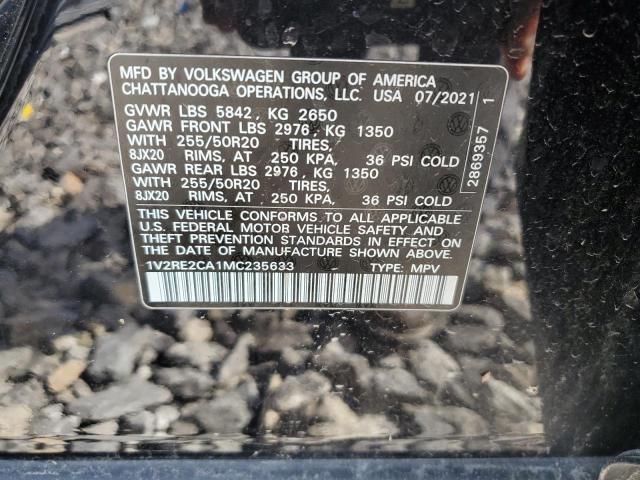 MFD BY VOLKSWAGEN GROUP OF AMERICA
CHATTANOOGA OPERATIONS, LLC. USA 07/2021
GVWR LBS 5842, KG 2650
GAWR FRONT LBS 2976, KG 1350
WITH 255/50R20 TIRES,
8JX20 RIMS, AT 250 KPA, 36 PSI COLD
GAWR REAR LBS 2976, KG 1350
WITH 255/50R20 TIRES,
8JX20 RIMS, AT 250 KPA, 36 PSI COLD
THIS VEHICLE CONFORMS TO ALL APPLICABLE
U.S. FEDERAL MOTOR VEHICLE SAFETY AND
THEFT PREVENTION STANDARDS IN EFFECT ON
THE DATE OF MANUFACTURE SHOWN ABOVE.
1V2RE2CA1MC235633 TYPE: MPV
2869357 1